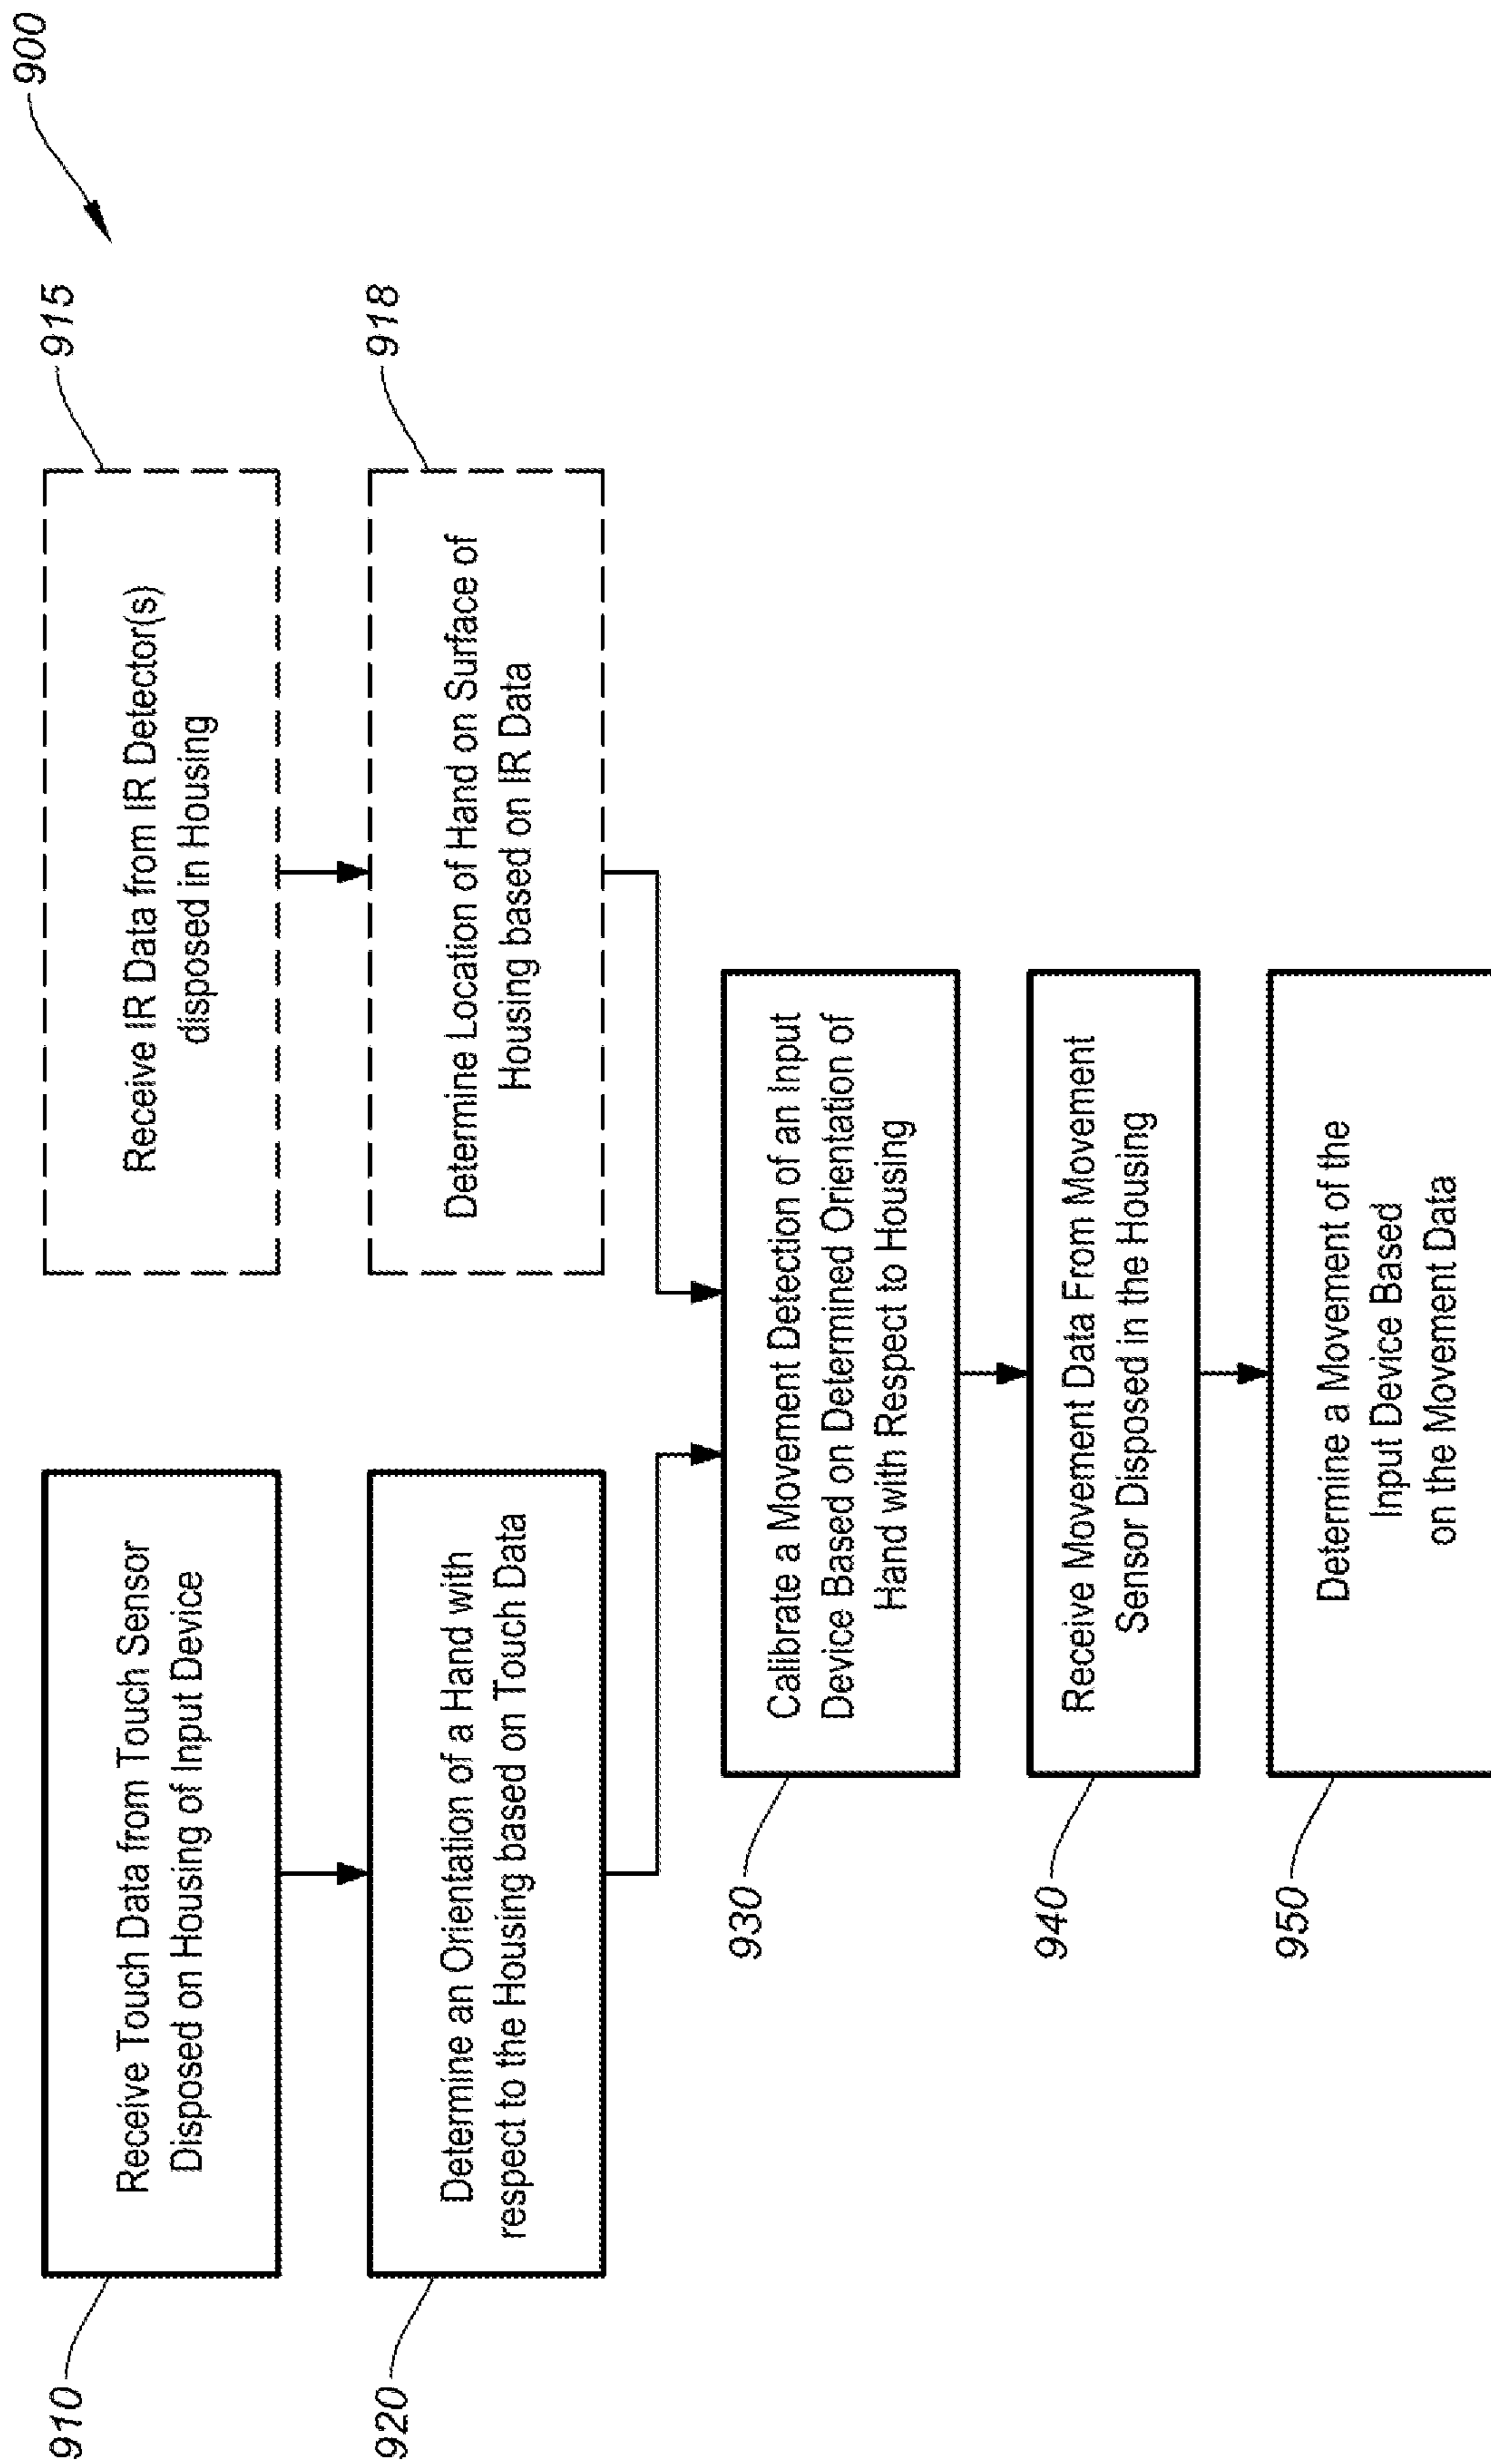 900
910
Receive Touch Data from Touch Sensor
Disposed on Housing of Input Device
915
Receive IR Data from IR Detector(s)
disposed in Housing
920
Determine an Orientation of a Hand with
respect to the Housing based on Touch Data
918
Determine Location of Hand on Surface of
Housing based on IR Data
930
Calibrate a Movement Detection of an Input
Device Based on Determined Orientation of
Hand with Respect to Housing
940
Receive Movement Data From Movement
Sensor Disposed in the Housing
950
Determine a Movement of the
Input Device Based
on the Movement Data